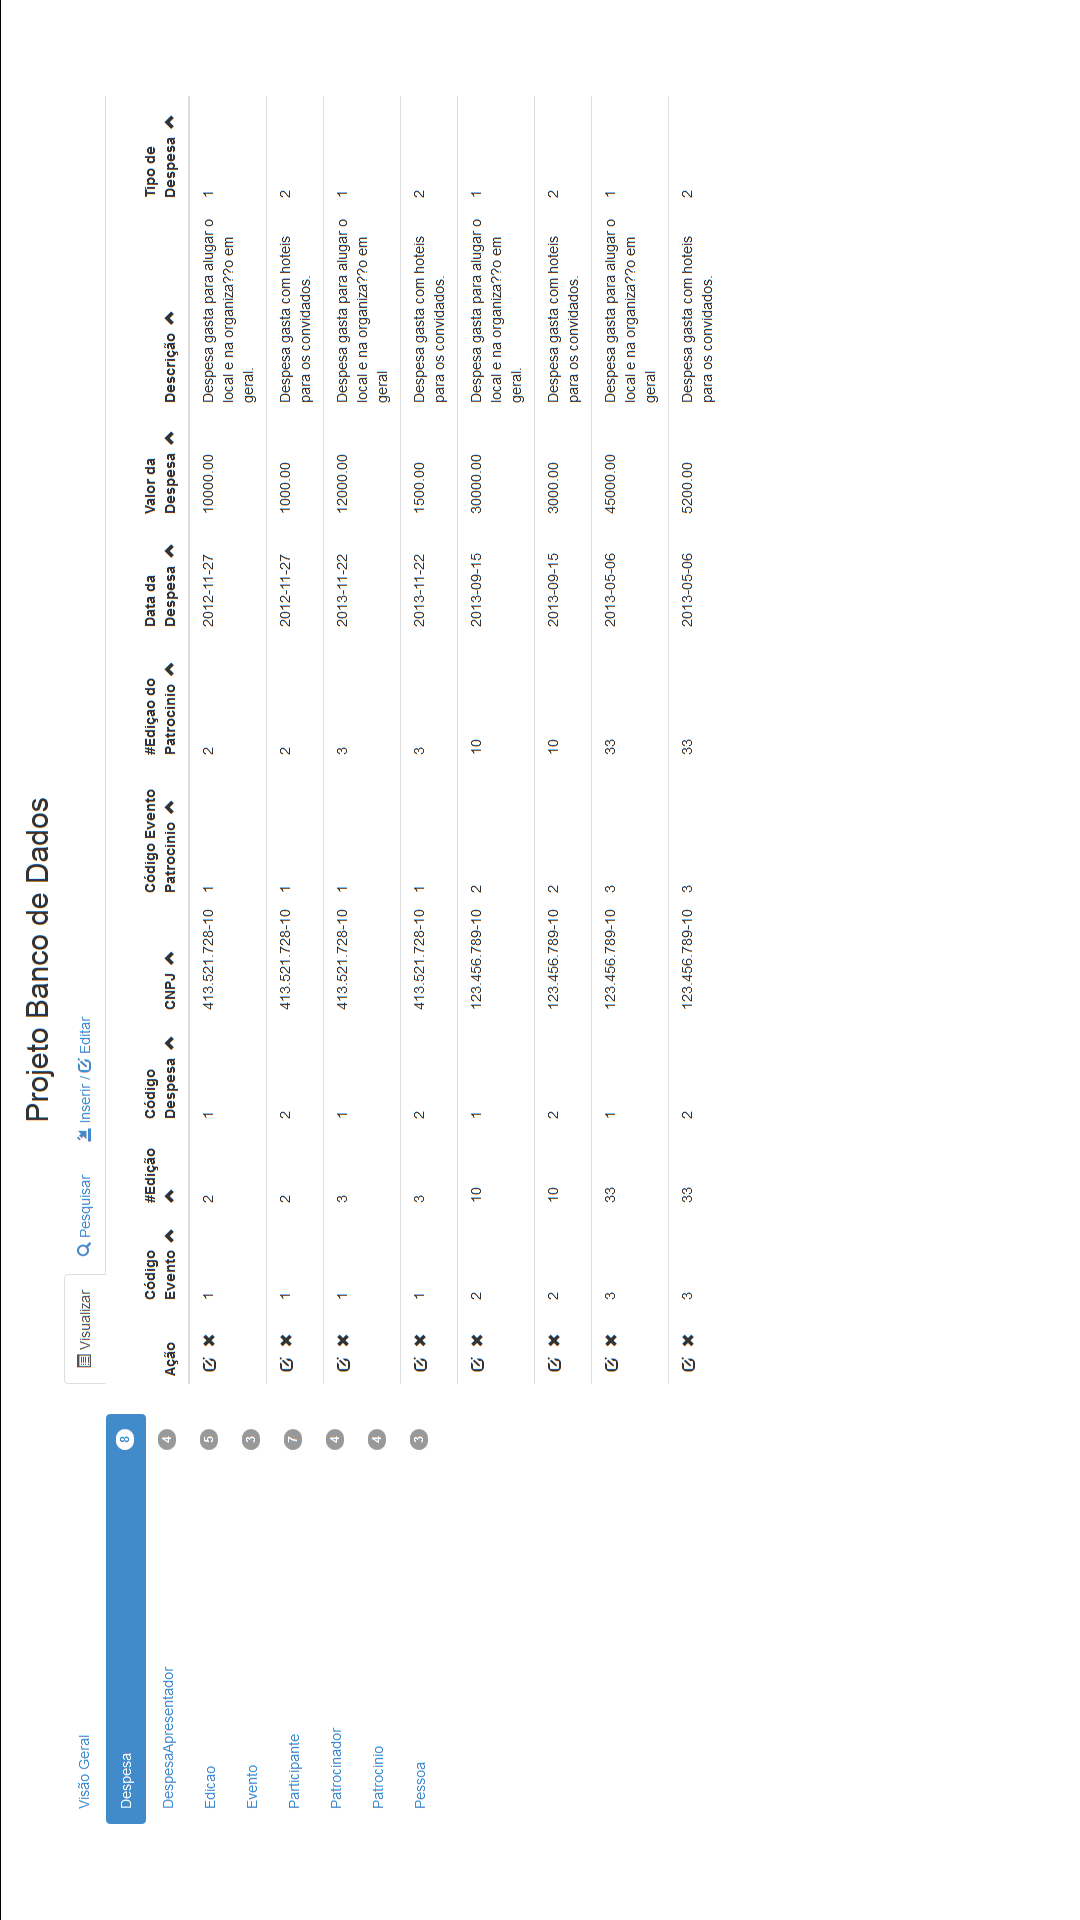 Projeto Banco de Dados
Visão Geral
Despesa 8
DespesaApresentador 4
Edicao 5
Evento 3
Participante 7
Patrocinador 4
Patrocinio 4
Pessoa 3
Visualizar Pesquisar Inserir / Editar
Ação Código Evento #Edição Código Despesa CNPJ Código Evento Patrocinio #Ediçao do Patrocinio Data da Despesa Valor da Despesa Descrição Tipo de Despesa
1 2 1 413.521.728-10 1 2 2012-11-27 10000.00 Despesa gasta para alugar o 1
local e na organiza??o em
geral.
1 2 2 413.521.728-10 1 2 2012-11-27 1000.00 Despesa gasta com hoteis 2
para os convidados.
1 3 1 413.521.728-10 1 3 2013-11-22 12000.00 Despesa gasta para alugar o 1
local e na organiza??o em
geral
1 3 2 413.521.728-10 1 3 2013-11-22 1500.00 Despesa gasta com hoteis 2
para os convidados.
2 10 1 123.456.789-10 2 10 2013-09-15 30000.00 Despesa gasta para alugar o 1
local e na organiza??o em
geral.
2 10 2 123.456.789-10 2 10 2013-09-15 3000.00 Despesa gasta com hoteis 2
para os convidados.
3 33 1 123.456.789-10 3 33 2013-05-06 45000.00 Despesa gasta para alugar o 1
local e na organiza??o em
geral
3 33 2 123.456.789-10 3 33 2013-05-06 5200.00 Despesa gasta com hoteis 2
para os convidados.